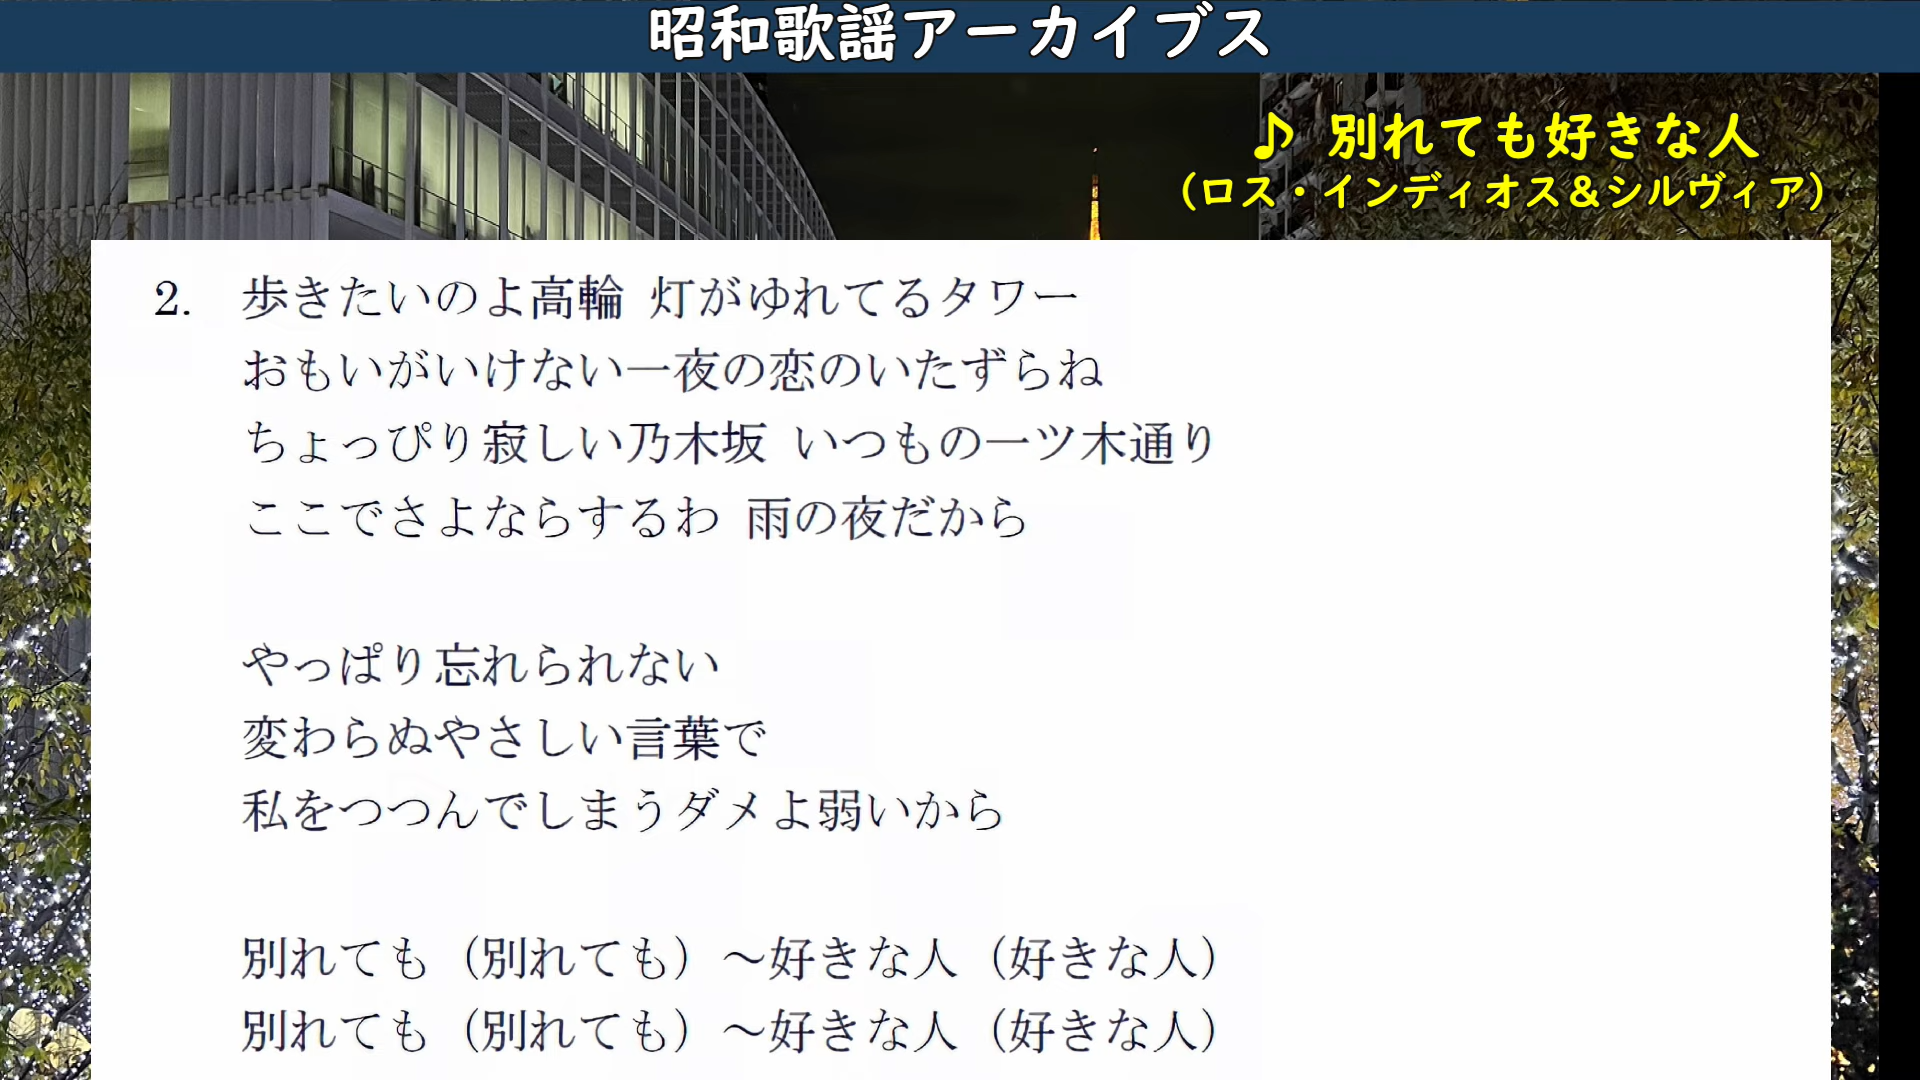 昭和歌謡アーカイブス
♪ 別れても好きな人
（ロス・インディオス＆シルヴィア）
2. 歩きたいのよ高輪 灯がゆれてるタワー
おもいがいけない一夜の恋のいたずらね
ちょっぴり寂しい乃木坂 いつもの一ツ木通り
ここでさよならするわ 雨の夜だから
やっぱり忘れられない
変わらぬやさしい言葉で
私をつつんでしまうダメよ弱いから
別れても（別れても）～好きな人（好きな人）
別れても（別れても）～好きな人（好きな人）